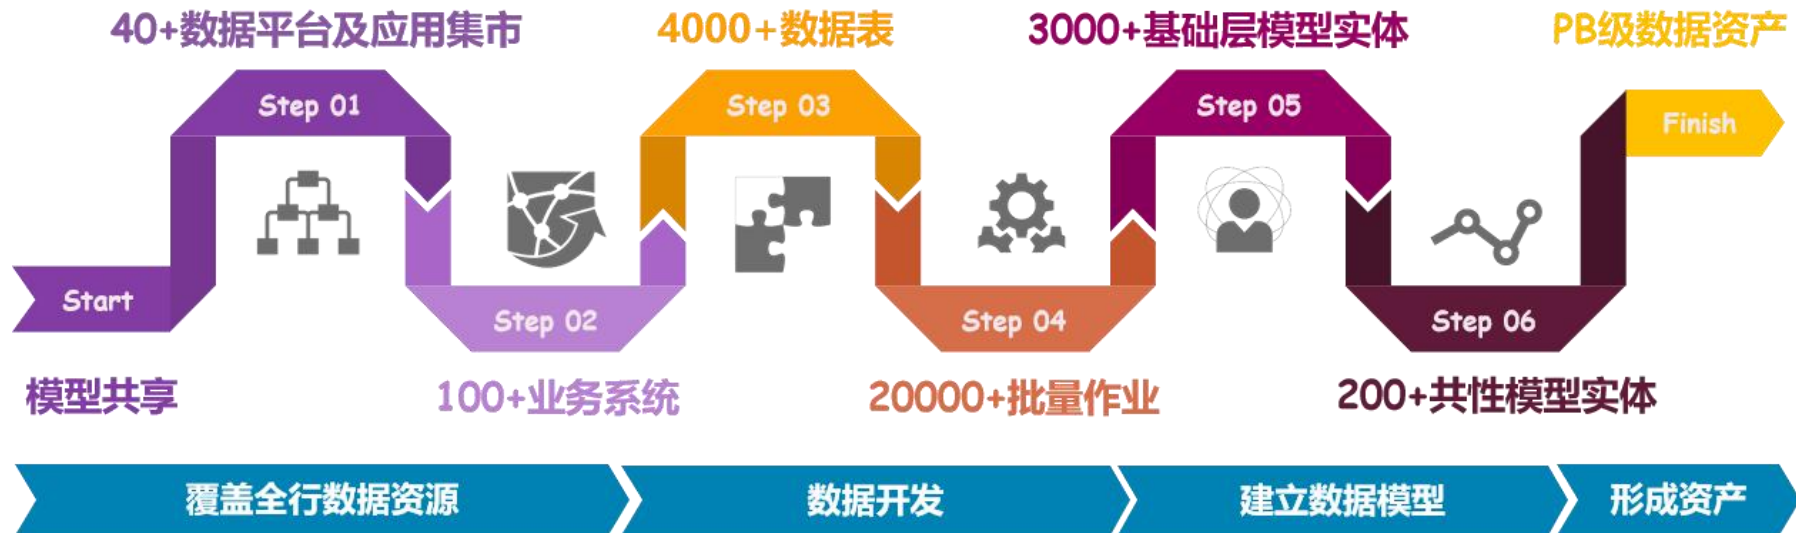 40+数据平台及应用集市
4000+数据表
3000+基础层模型实体
PB级数据资产
Step 01
Step 03
Step 05
Finish
Start
Step 02
Step 04
Step 06
模型共享
100+业务系统
20000+批量作业
200+共性模型实体
覆盖全行数据资源
数据开发
建立数据模型
形成资产